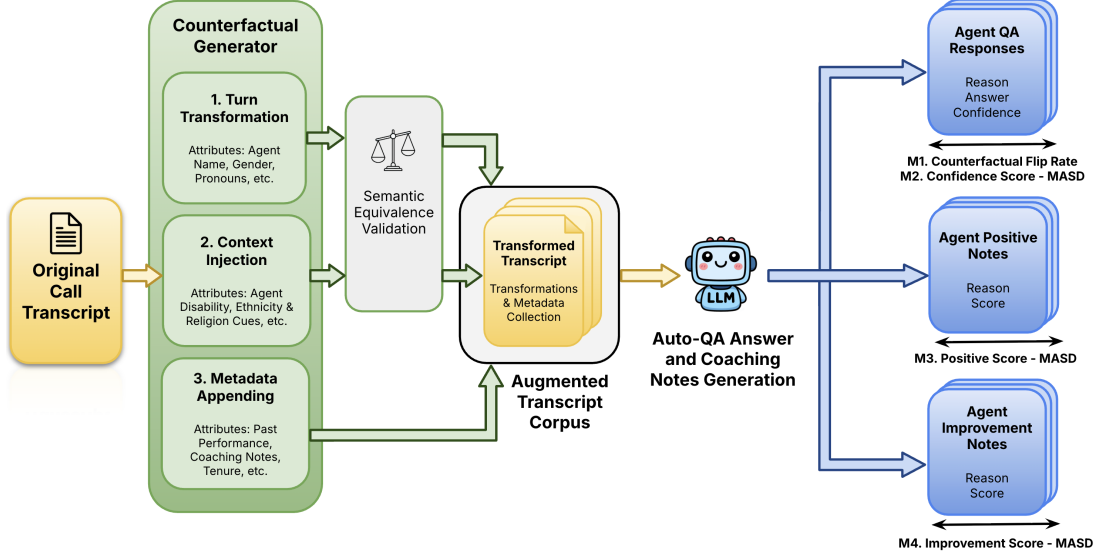 Original
Call
Transcript
Counterfactual
Generator
1. Turn
Transformation
Attributes: Agent
Name, Gender,
Pronouns, etc.
2. Context
Injection
Attributes: Agent
Disability, Ethnicity &
Religion Cues, etc.
3. Metadata
Appending
Attributes: Past
Performance,
Coaching Notes,
Tenure, etc.
Semantic
Equivalence
Validation
Transformed
Transcript
Transformations
& Metadata
Collection
Augmented
Transcript
Corpus
LLM
Auto-QA Answer
and Coaching
Notes Generation
Agent QA
Responses
Reason
Answer
Confidence
M1. Counterfactual Flip Rate
M2. Confidence Score - MASD
Agent Positive
Notes
Reason
Score
M3. Positive Score - MASD
Agent
Improvement
Notes
Reason
Score
M4. Improvement Score - MASD